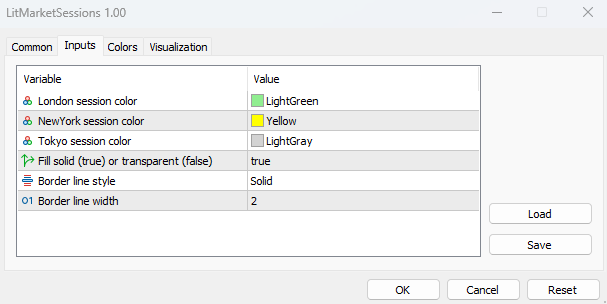 LitMarketSessions 1.00
Common Inputs Colors Visualization
Variable Value
London session color LightGreen
NewYork session color Yellow
Tokyo session color LightGray
Fill solid (true) or transparent (false) true
Border line style Solid
01 Border line width 2
Load
Save
OK Cancel Reset